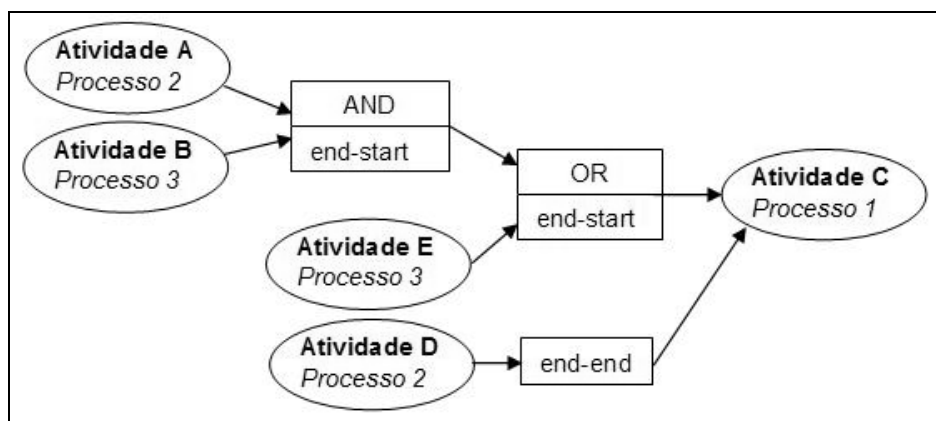 Atividade A
Processo 2
AND
end-start
Atividade B
Processo 3
OR
end-start
Atividade C
Processo 1
Atividade E
Processo 3
Atividade D
Processo 2
end-end